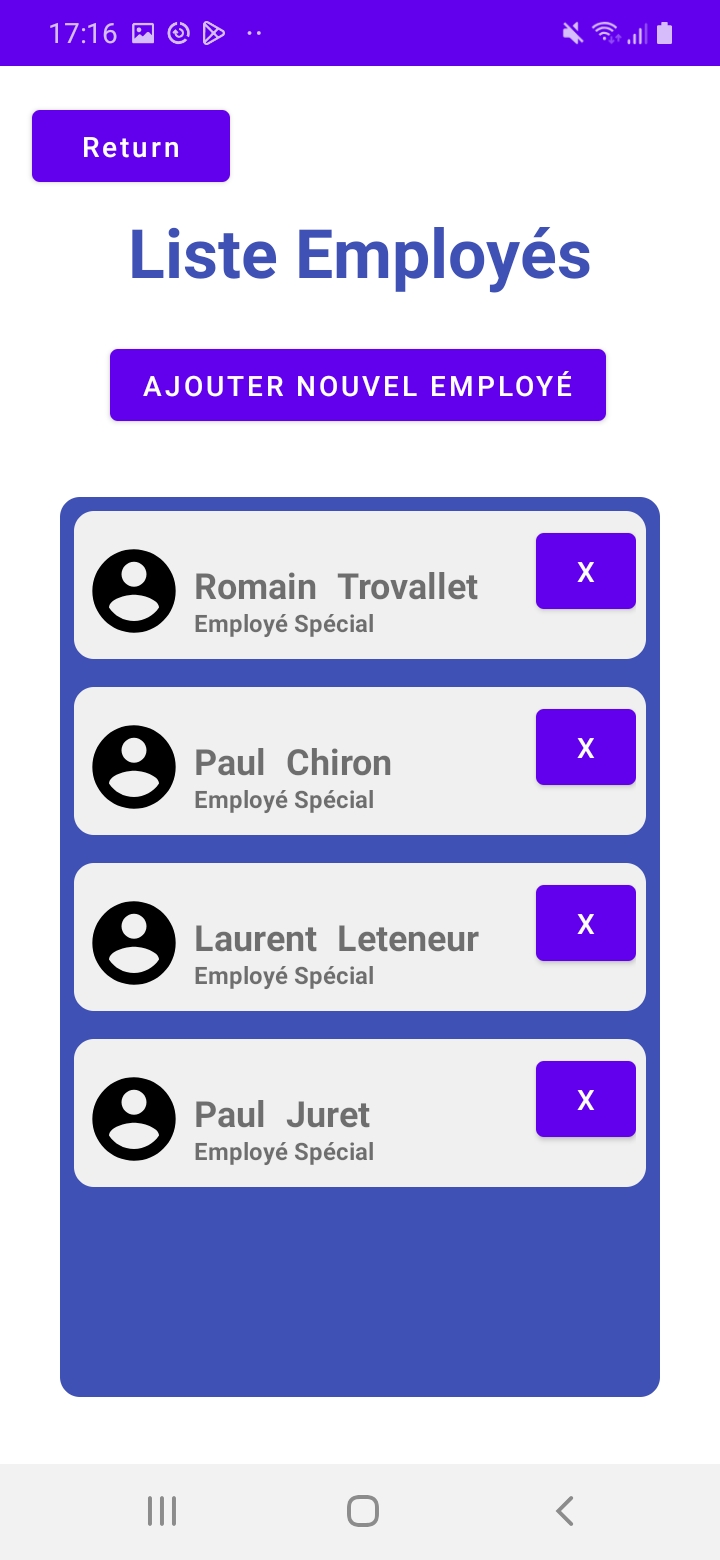 17:16
Return
Liste Employés
AJOUTER NOUVEL EMPLOYÉ
Romain Trovallet
X
Employé Spécial
Paul Chiron
X
Employé Spécial
Laurent Leteneur
X
Employé Spécial
Paul Juret
X
Employé Spécial